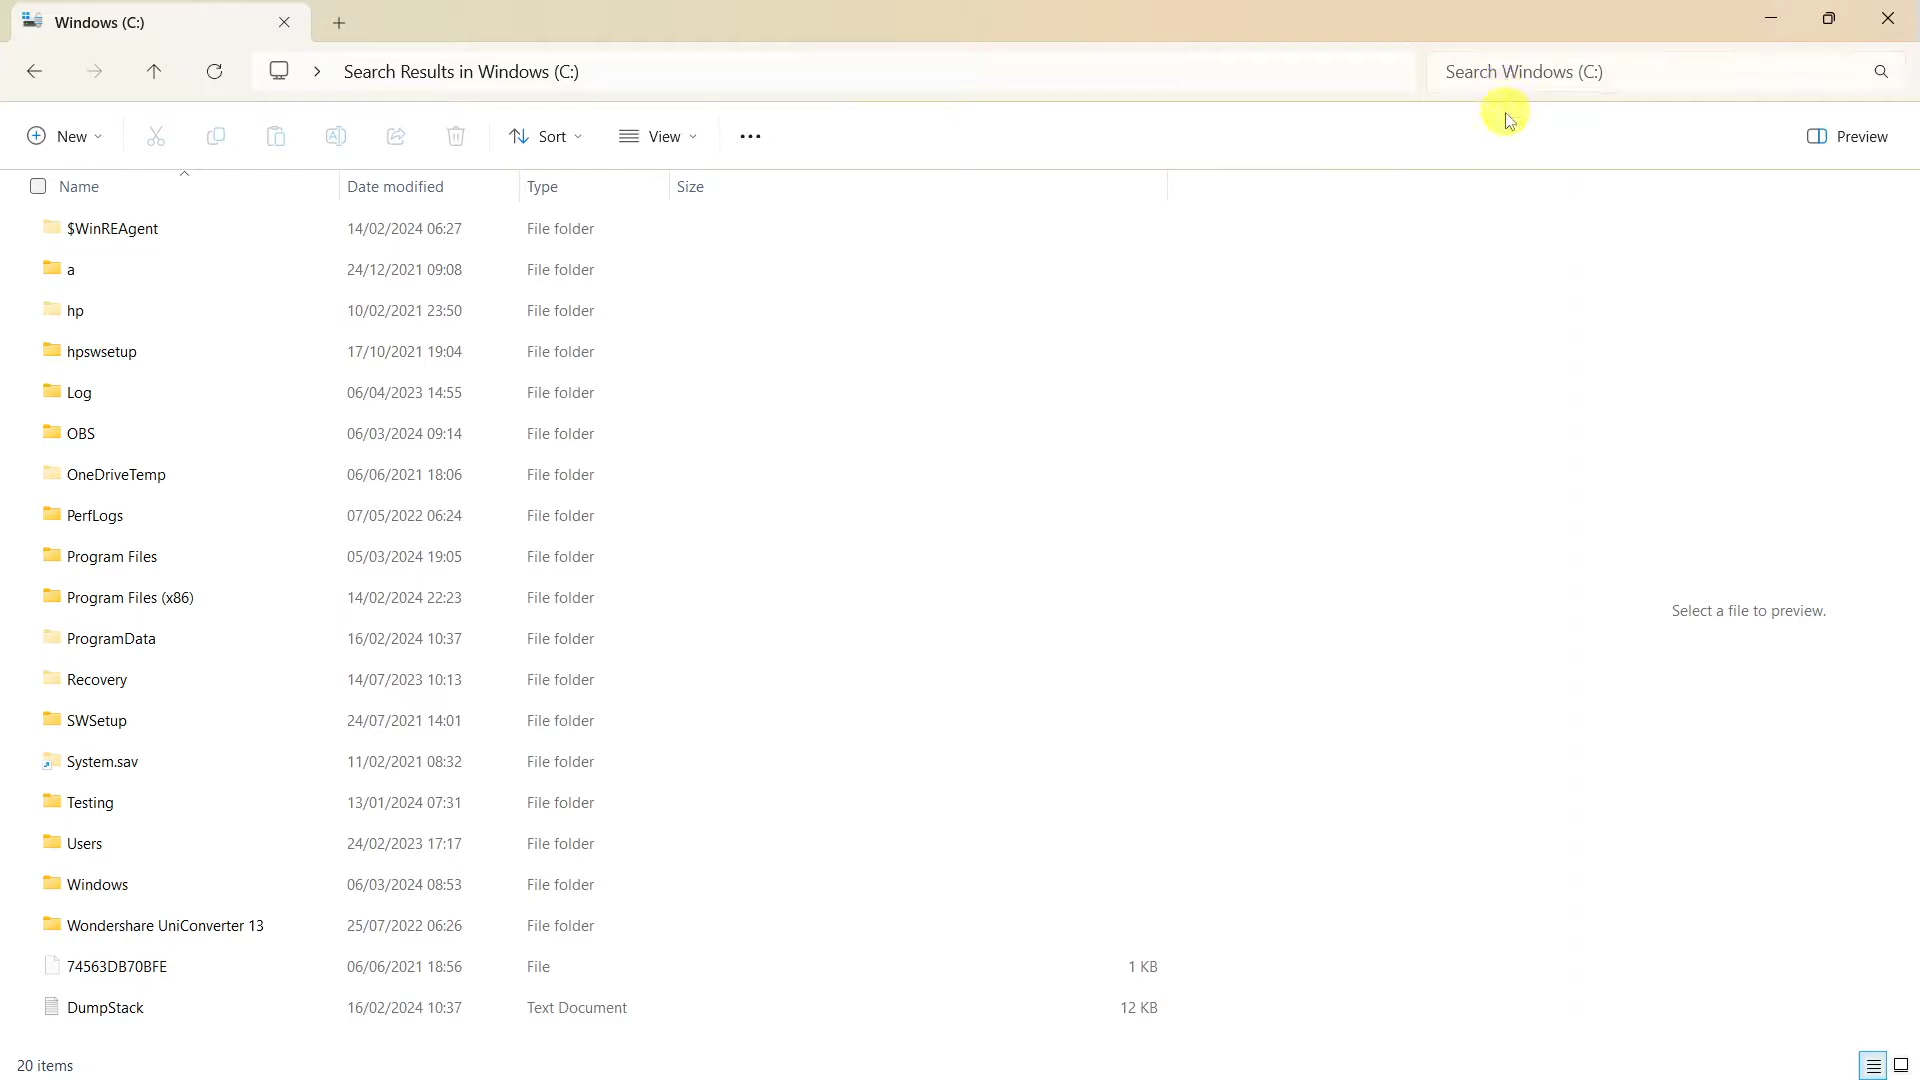 Windows (C:)
Search Results in Windows (C:)
Search Windows (C:)
New
Sort
View
Preview
Name Date modified Type Size
$WinREAgent 14/02/2024 06:27 File folder
a 24/12/2021 09:08 File folder
hp 10/02/2021 23:50 File folder
hpswsetup 17/10/2021 19:04 File folder
Log 06/04/2023 14:55 File folder
OBS 06/03/2024 09:14 File folder
OneDriveTemp 06/06/2021 18:06 File folder
PerfLogs 07/05/2022 06:24 File folder
Program Files 05/03/2024 19:05 File folder
Program Files (x86) 14/02/2024 22:23 File folder
ProgramData 16/02/2024 10:37 File folder
Recovery 14/07/2023 10:13 File folder
SWSetup 24/07/2021 14:01 File folder
System.sav 11/02/2021 08:32 File folder
Testing 13/01/2024 07:31 File folder
Users 24/02/2023 17:17 File folder
Windows 06/03/2024 08:53 File folder
Wondershare UniConverter 13 25/07/2022 06:26 File folder
74563DB70BFE 06/06/2021 18:56 File 1 KB
DumpStack 16/02/2024 10:37 Text Document 12 KB
Select a file to preview.
20 items